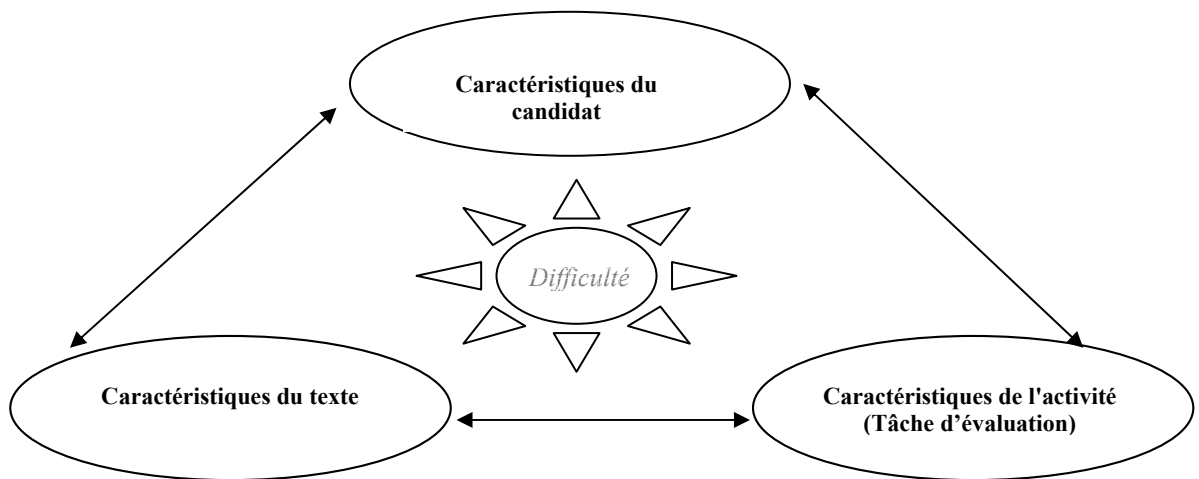 Caractéristiques du
candidat
Difficulté
Caractéristiques du texte
Caractéristiques de l'activité
(Tâche d’évaluation)